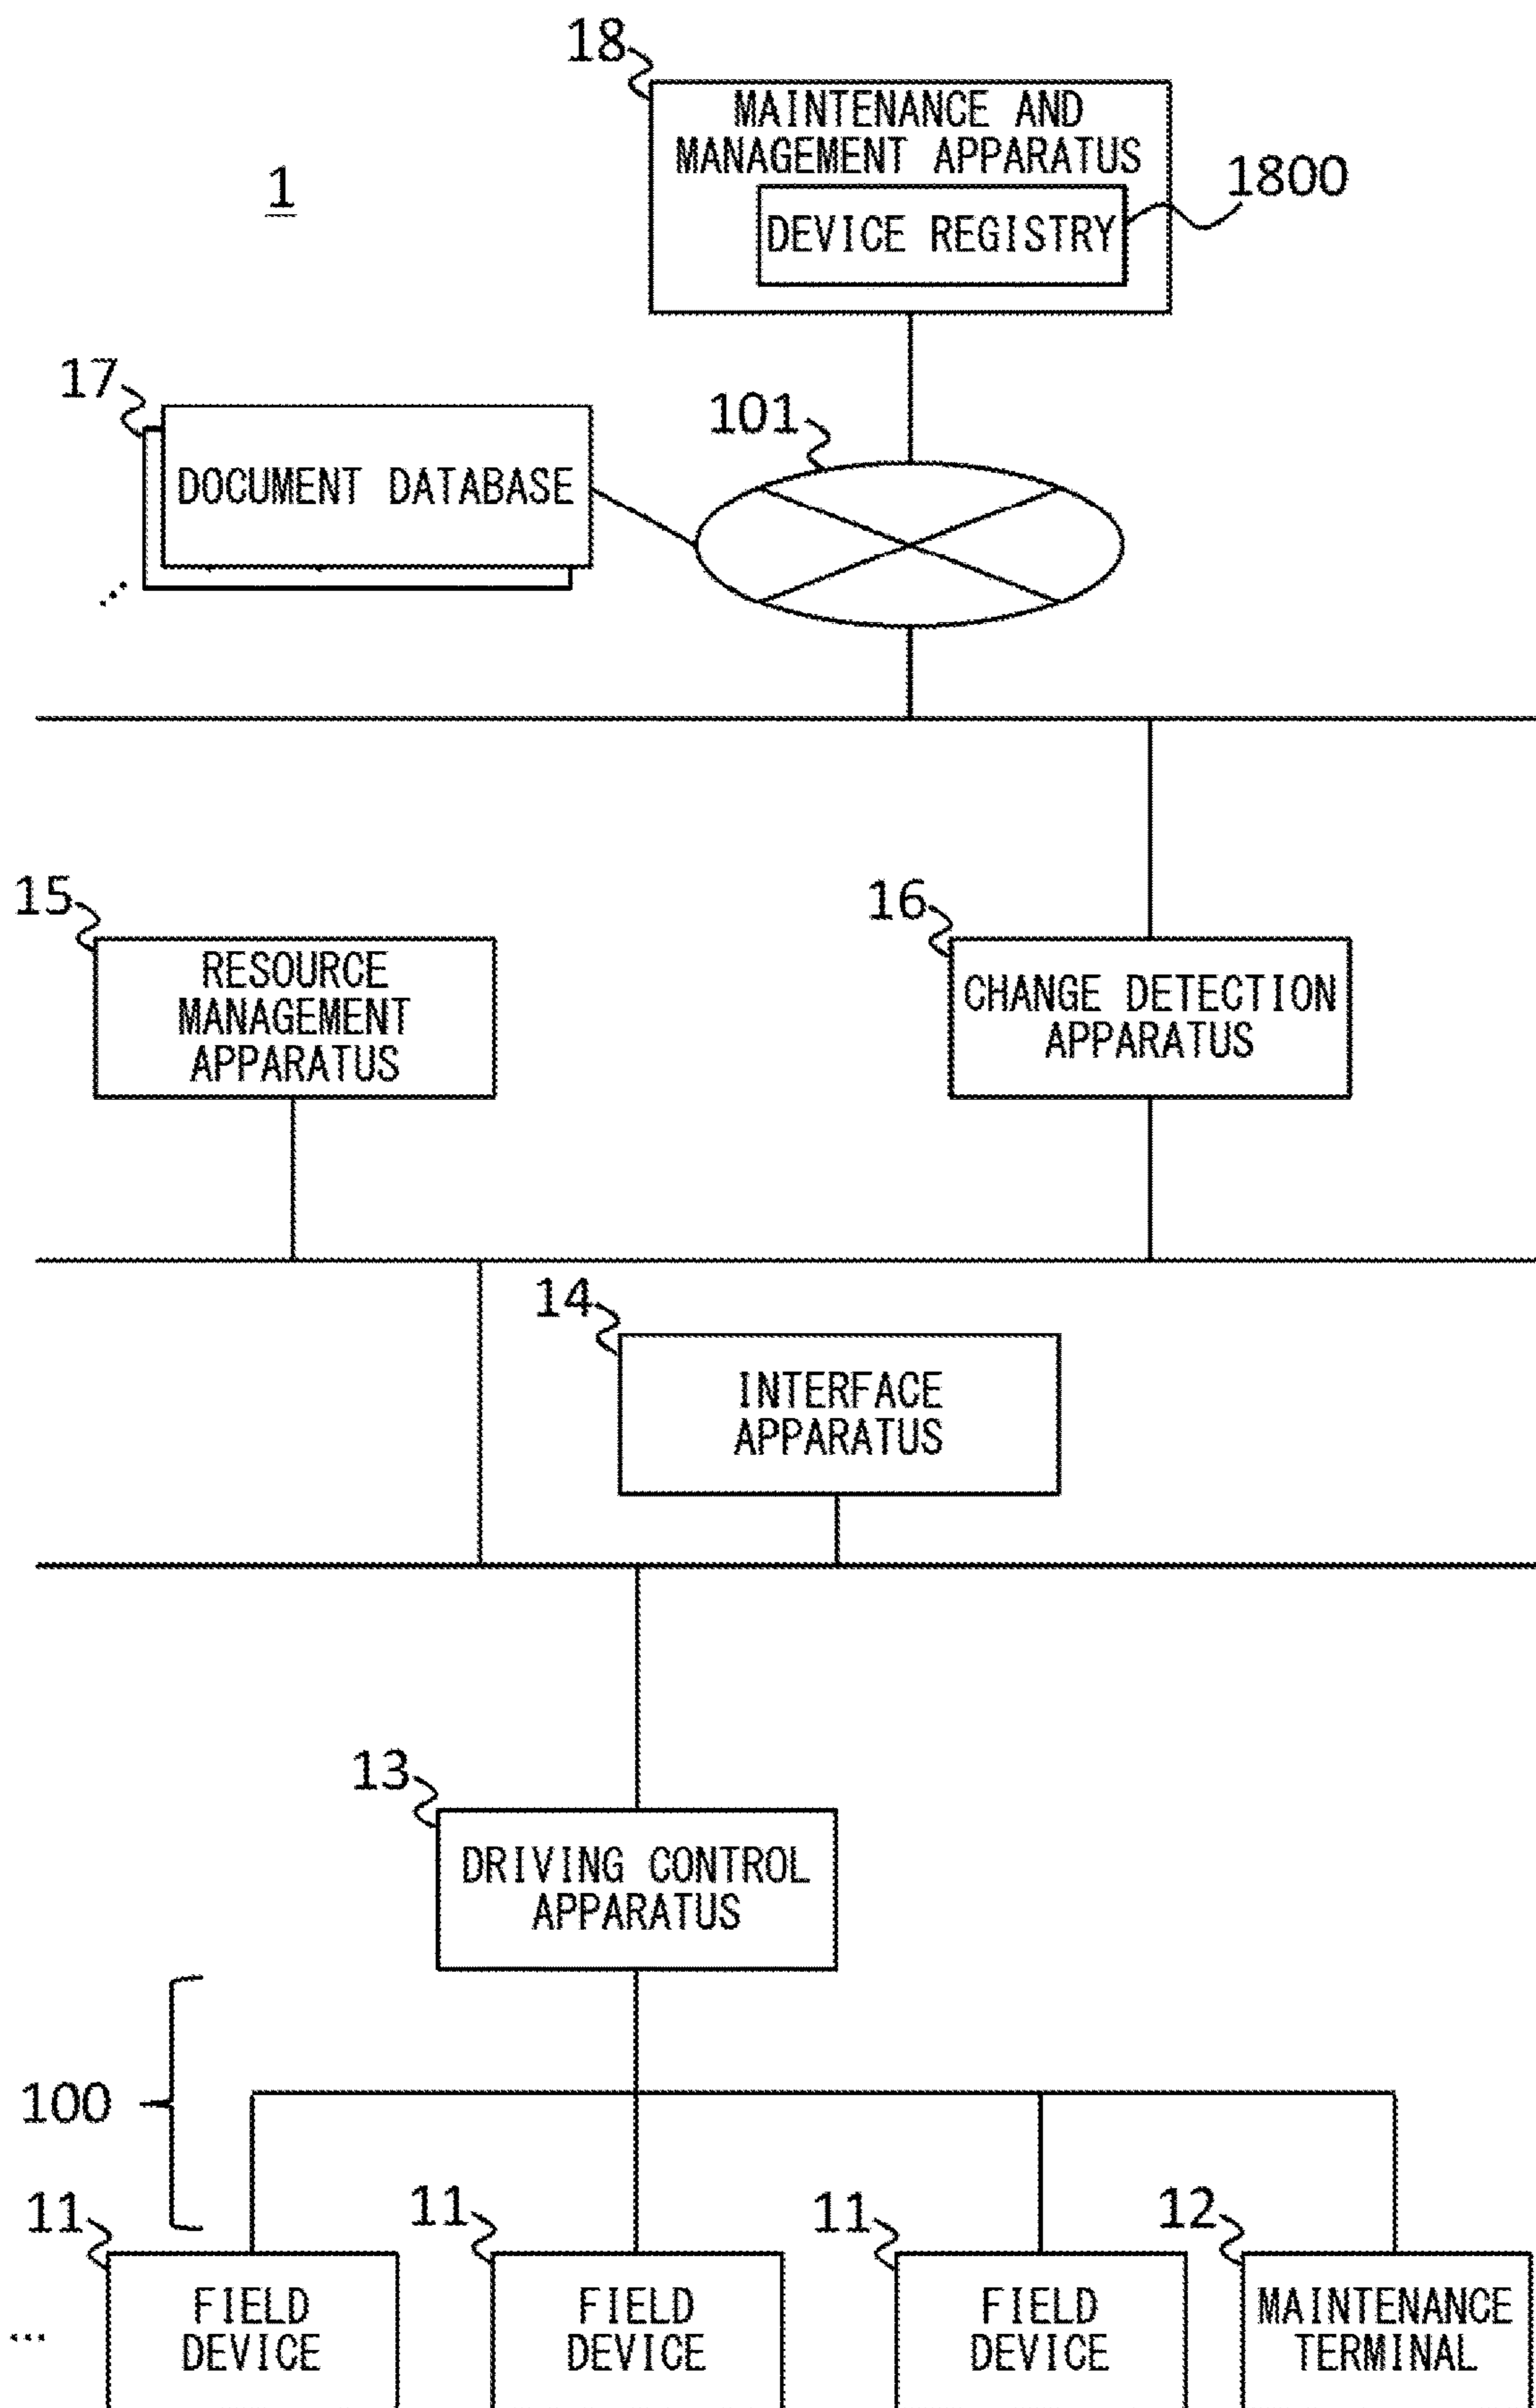 18
MAINTENANCE AND
MANAGEMENT APPARATUS
1
1800
DEVICE REGISTRY
17
101
DOCUMENT DATABASE
...
15
16
RESOURCE
MANAGEMENT
APPARATUS
CHANGE DETECTION
APPARATUS
14
INTERFACE
APPARATUS
13
DRIVING CONTROL
APPARATUS
100
11
11
11
12
FIELD
DEVICE
FIELD
DEVICE
FIELD
DEVICE
MAINTENANCE
TERMINAL
...